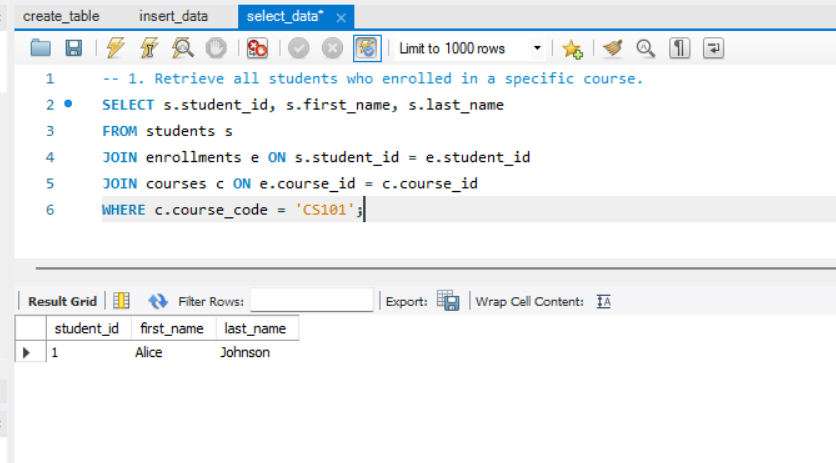 create_table insert_data select_data* ×
Limit to 1000 rows
1 -- 1. Retrieve all students who enrolled in a specific course.
2 SELECT s.student_id, s.first_name, s.last_name
3 FROM students s
4 JOIN enrollments e ON s.student_id = e.student_id
5 JOIN courses c ON e.course_id = c.course_id
6 WHERE c.course_code = 'CS101';
Result Grid Filter Rows: Export: Wrap Cell Content: IA
student_id first_name last_name
1 Alice Johnson